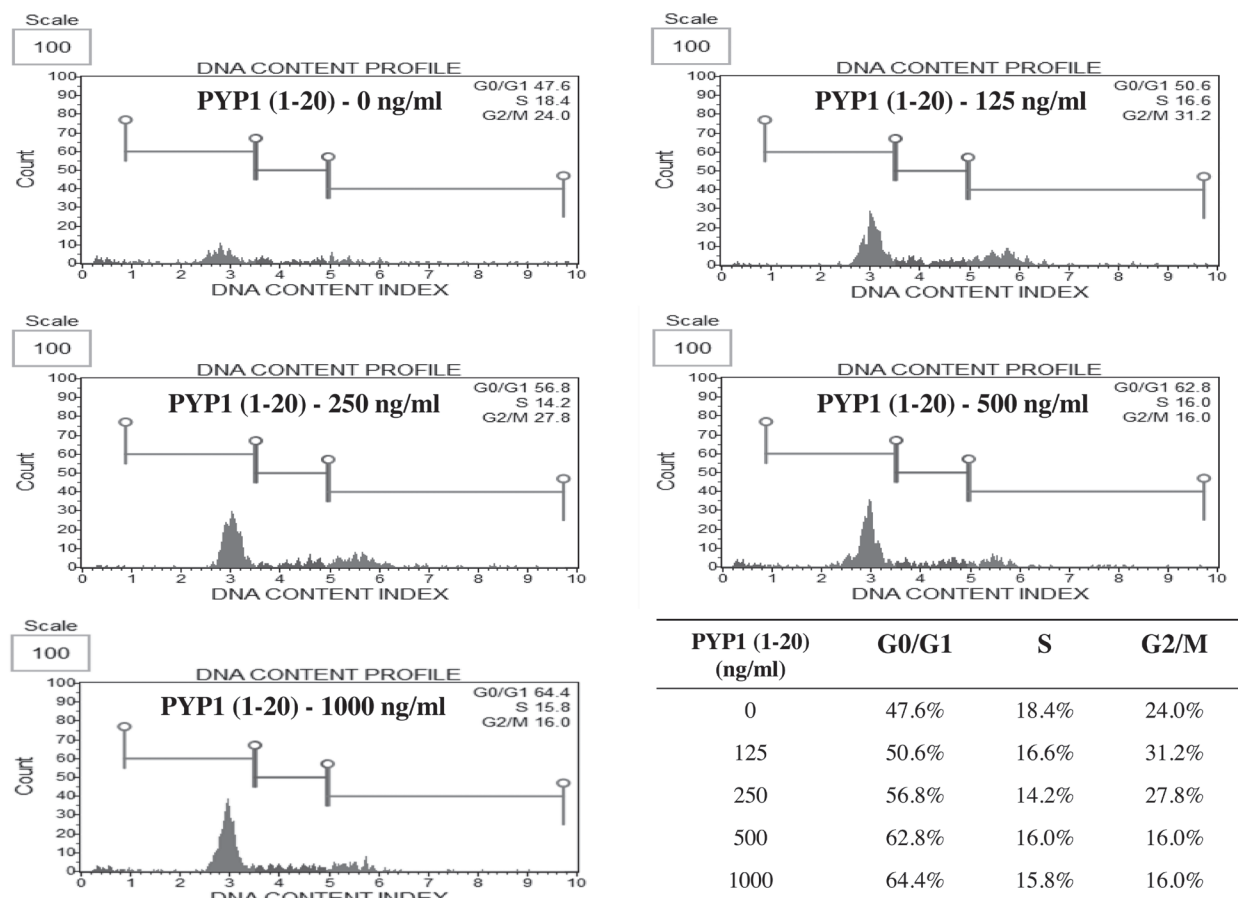 Scale
100
DNA CONTENT PROFILE
PYP1 (1-20) - 0 ng/ml
G0/G1 47.6
S 18.4
G2/M 24.0
Count
100
90
80
70
60
50
40
30
20
10
0
0 1 2 3 4 5 6 7 8 9 10
DNA CONTENT INDEX
Scale
100
DNA CONTENT PROFILE
PYP1 (1-20) - 125 ng/ml
G0/G1 50.6
S 16.6
G2/M 31.2
Count
100
90
80
70
60
50
40
30
20
10
0
0 1 2 3 4 5 6 7 8 9 10
DNA CONTENT INDEX
Scale
100
DNA CONTENT PROFILE
PYP1 (1-20) - 250 ng/ml
G0/G1 56.8
S 14.2
G2/M 27.8
Count
100
90
80
70
60
50
40
30
20
10
0
0 1 2 3 4 5 6 7 8 9 10
DNA CONTENT INDEX
Scale
100
DNA CONTENT PROFILE
PYP1 (1-20) - 500 ng/ml
G0/G1 62.8
S 16.0
G2/M 16.0
Count
100
90
80
70
60
50
40
30
20
10
0
0 1 2 3 4 5 6 7 8 9 10
DNA CONTENT INDEX
Scale
100
DNA CONTENT PROFILE
PYP1 (1-20) - 1000 ng/ml
G0/G1 64.4
S 15.8
G2/M 16.0
Count
100
90
80
70
60
50
40
30
20
10
0
0 1 2 3 4 5 6 7 8 9 10
DNA CONTENT INDEX
PYP1 (1-20) G0/G1 S G2/M
(ng/ml)
0 47.6% 18.4% 24.0%
125 50.6% 16.6% 31.2%
250 56.8% 14.2% 27.8%
500 62.8% 16.0% 16.0%
1000 64.4% 15.8% 16.0%